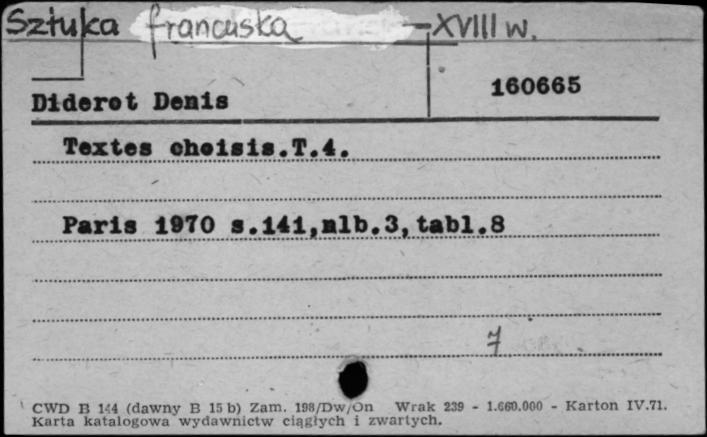 Sztuka francuska - XVIII w.
160665
Diderot Denis
Textes choisis.T.4.
Paris 1970 s.141,nlb.3,tabl.8
7
CWD B 144 (dawny B 15 b) Zam. 198/Dw/On Wrak 239 - 1.660.000 - Karton IV.71.
Karta katalogowa wydawnictw ciągłych i zwartych.